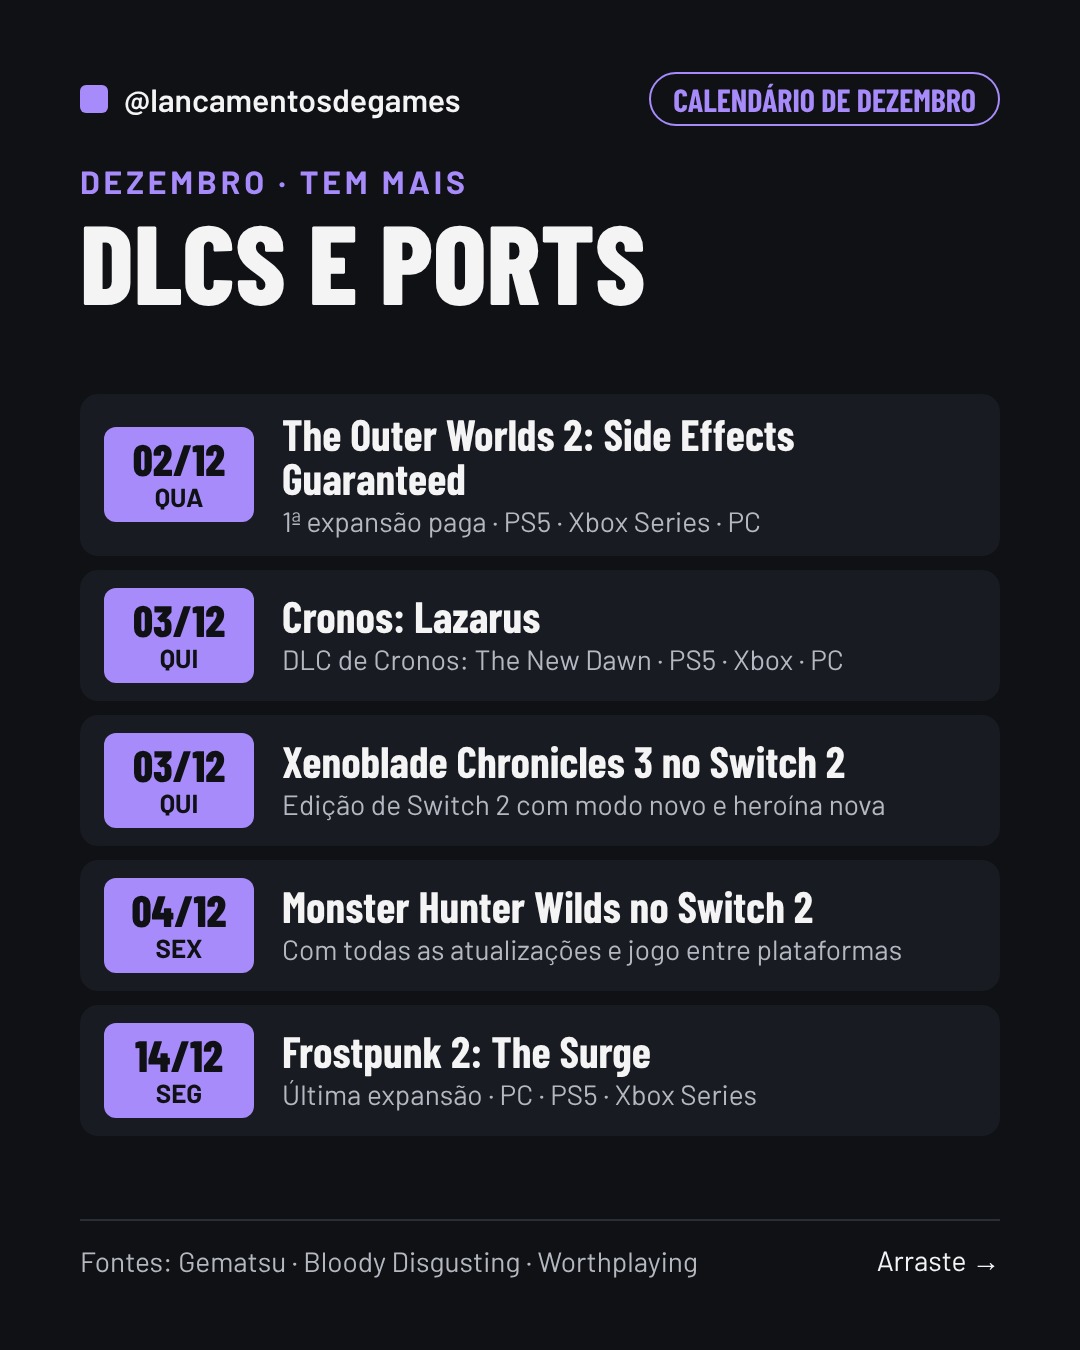 @lancamentosdegames
CALENDÁRIO DE DEZEMBRO
DEZEMBRO · TEM MAIS
DLCS E PORTS
02/12
QUA
The Outer Worlds 2: Side Effects
Guaranteed
1ª expansão paga · PS5 · Xbox Series · PC
03/12
QUI
Cronos: Lazarus
DLC de Cronos: The New Dawn · PS5 · Xbox · PC
03/12
QUI
Xenoblade Chronicles 3 no Switch 2
Edição de Switch 2 com modo novo e heroína nova
04/12
SEX
Monster Hunter Wilds no Switch 2
Com todas as atualizações e jogo entre plataformas
14/12
SEG
Frostpunk 2: The Surge
Última expansão · PC · PS5 · Xbox Series
Fontes: Gematsu · Bloody Disgusting · Worthplaying
Arraste →